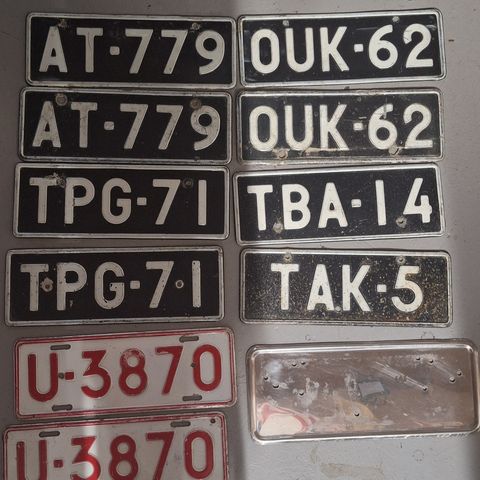 AT-779
OUK-62
AT-779
OUK-62
TPG-71
TBA-14
TPG-71
TAK-5
U-3870
U-3870